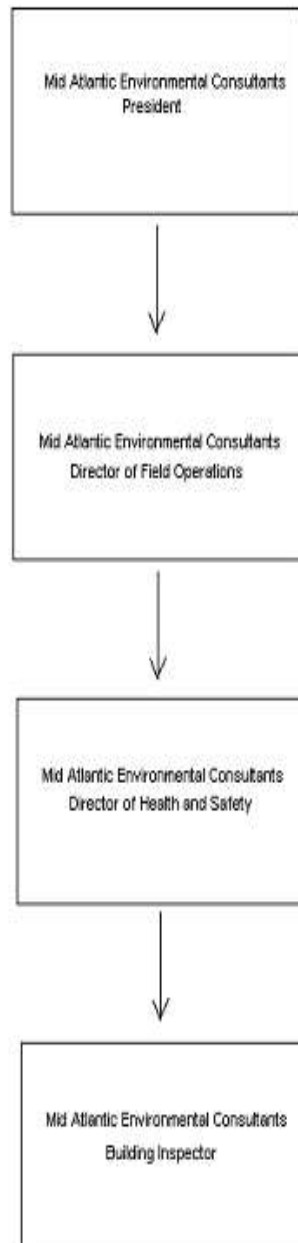 Mid Atlantic Environmental Consultants
President
Mid Atlantic Environmental Consultants
Director of Field Operations
Mid Atlantic Environmental Consultants
Director of Health and Safety
Mid Atlantic Environmental Consultants
Building Inspector